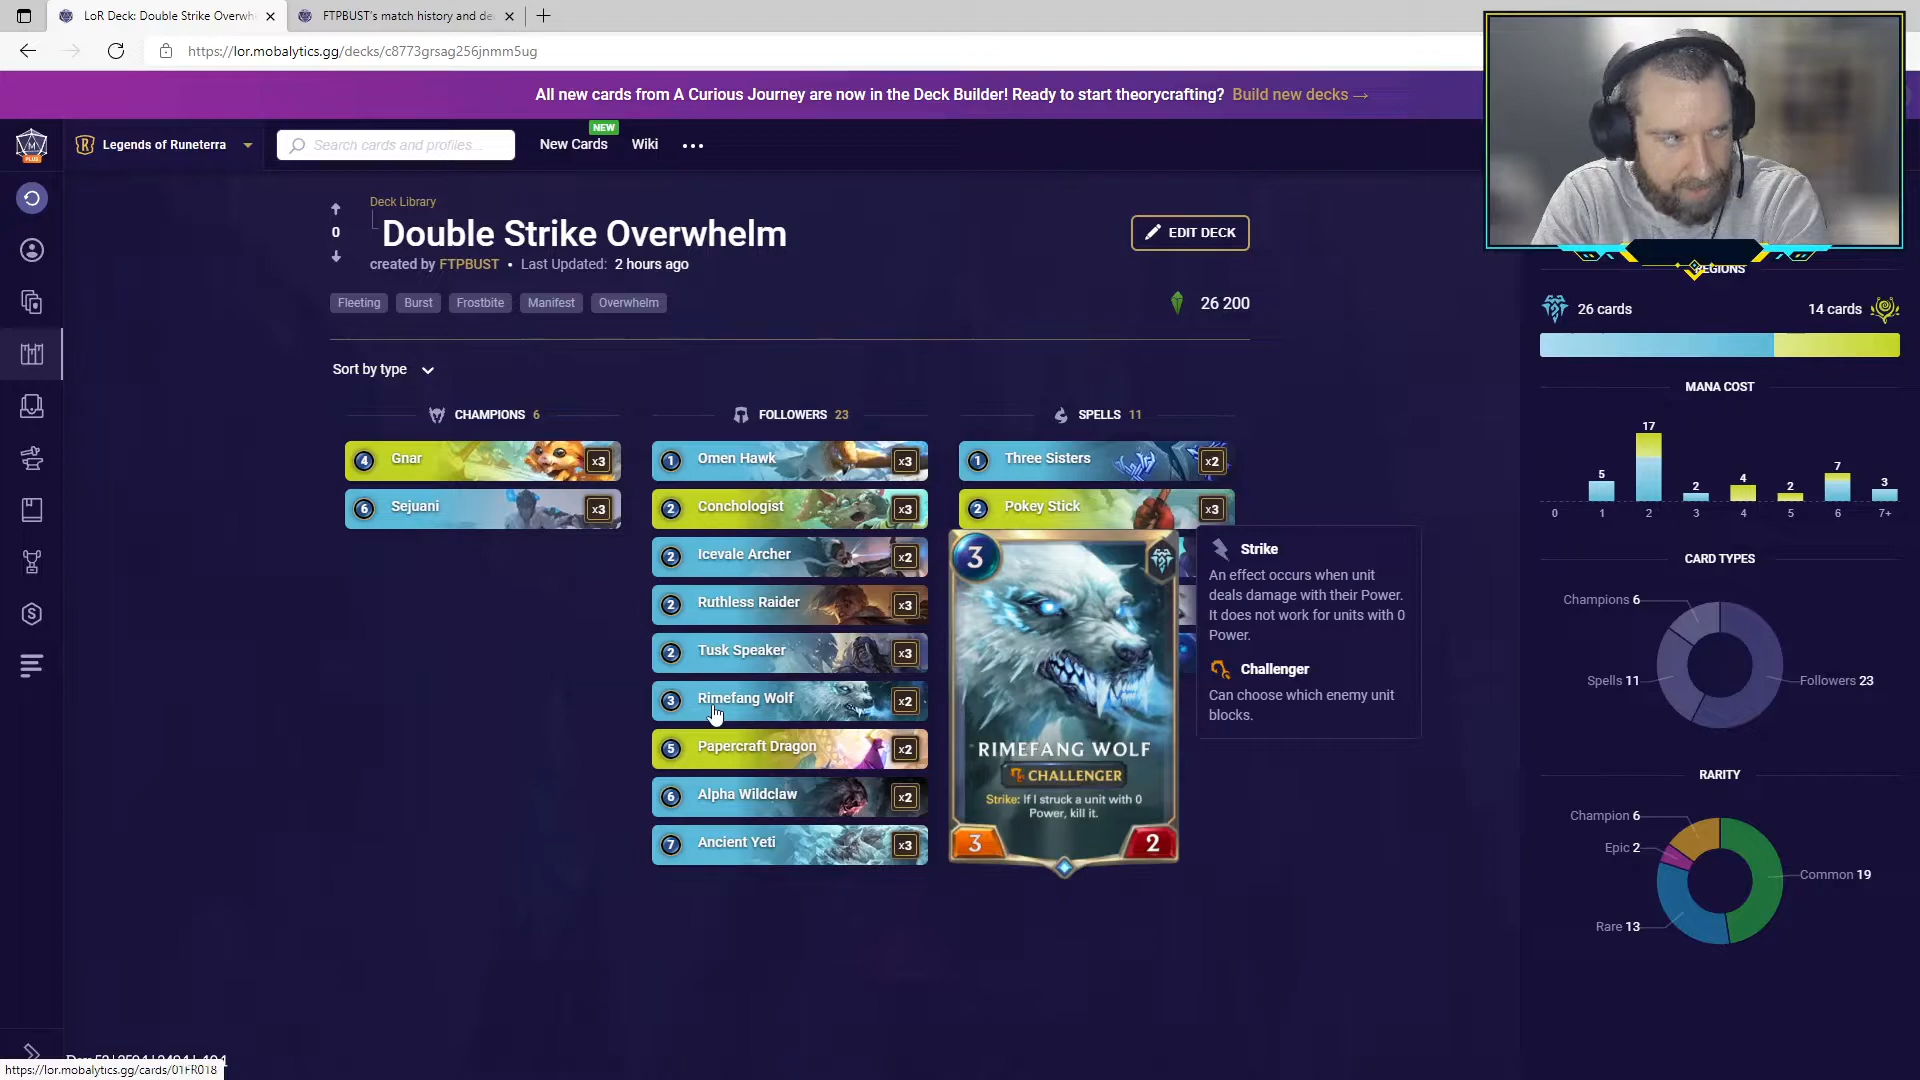 LoR Deck: Double Strike Overwh
FTPBUST's match history and de
https://lor.mobalytics.gg/decks/c8773grsag256jnmm5ug
All new cards from A Curious Journey are now in the Deck Builder! Ready to start theorycrafting? Build new decks →
M
PLUS
Legends of Runeterra
Search cards and profiles...
New Cards
NEW
Wiki
Deck Library
0
Double Strike Overwhelm
created by FTPBUST • Last Updated: 2 hours ago
EDIT DECK
Fleeting
Burst
Frostbite
Manifest
Overwhelm
26 200
Sort by type
CHAMPIONS 6
4 Gnar x3
6 Sejuani x3
FOLLOWERS 23
1 Omen Hawk x3
2 Conchologist x3
2 Icevale Archer x2
2 Ruthless Raider x3
2 Tusk Speaker x3
3 Rimefang Wolf x2
5 Papercraft Dragon x2
6 Alpha Wildclaw x2
7 Ancient Yeti x3
SPELLS 11
1 Three Sisters x2
2 Pokey Stick x3
3
RIMEFANG WOLF
CHALLENGER
Strike: If I struck a unit with 0
Power, kill it.
3
2
Strike
An effect occurs when unit
deals damage with their Power.
It does not work for units with 0
Power.
Challenger
Can choose which enemy unit
blocks.
REGIONS
26 cards
14 cards
MANA COST
5
17
2
4
2
7
3
0
1
2
3
4
5
6
7+
CARD TYPES
Champions 6
Spells 11
Followers 23
RARITY
Champion 6
Epic 2
Common 19
Rare 13
https://lor.mobalytics.gg/cards/01FR018